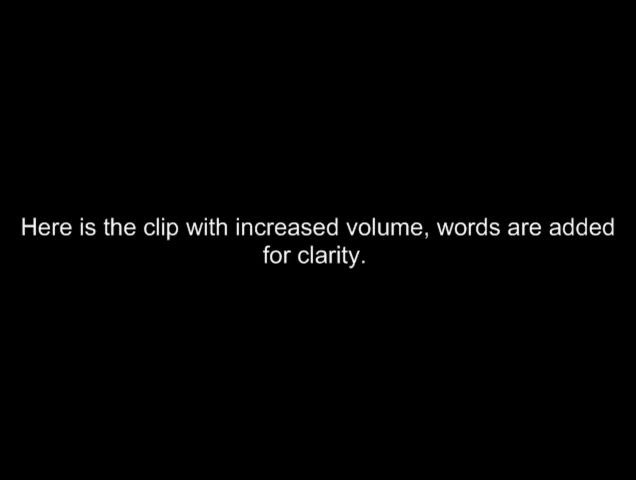 Here is the clip with increased volume, words are added
for clarity.